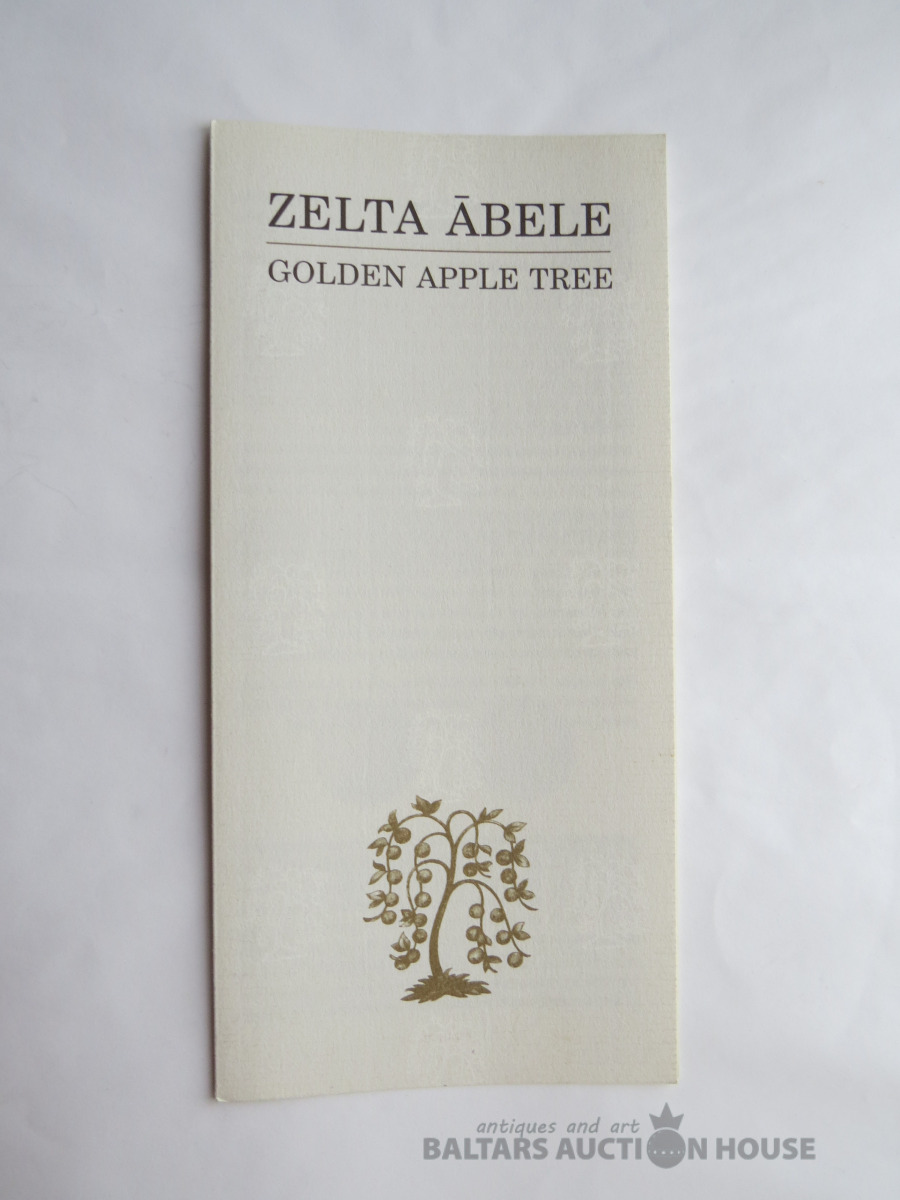 ZELTA ĀBELE
GOLDEN APPLE TREE
antiques and art
BALTARS AUCTION HOUSE